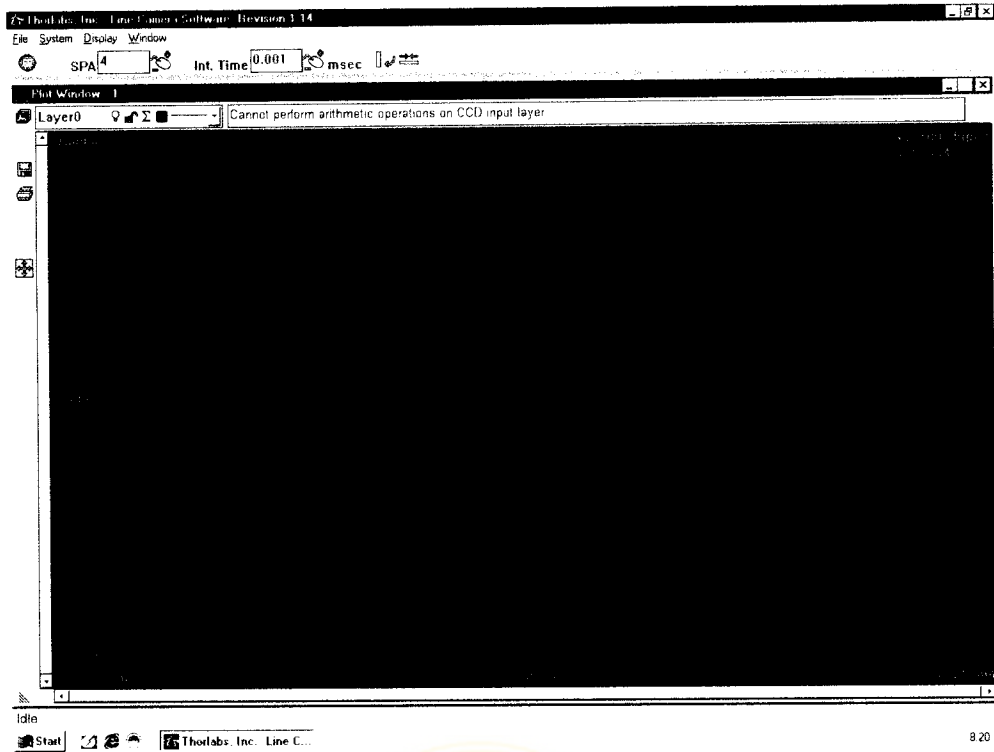 Thorlabs, Inc. Line Camera Software Revision 1.14
File System Display Window
SPA 4 Int. Time 0.001 msec
Plot Window 1
Layer0 Σ Cannot perform arithmetic operations on CCD input layer
Idle
Start Thorlabs, Inc. Line C... 8:20